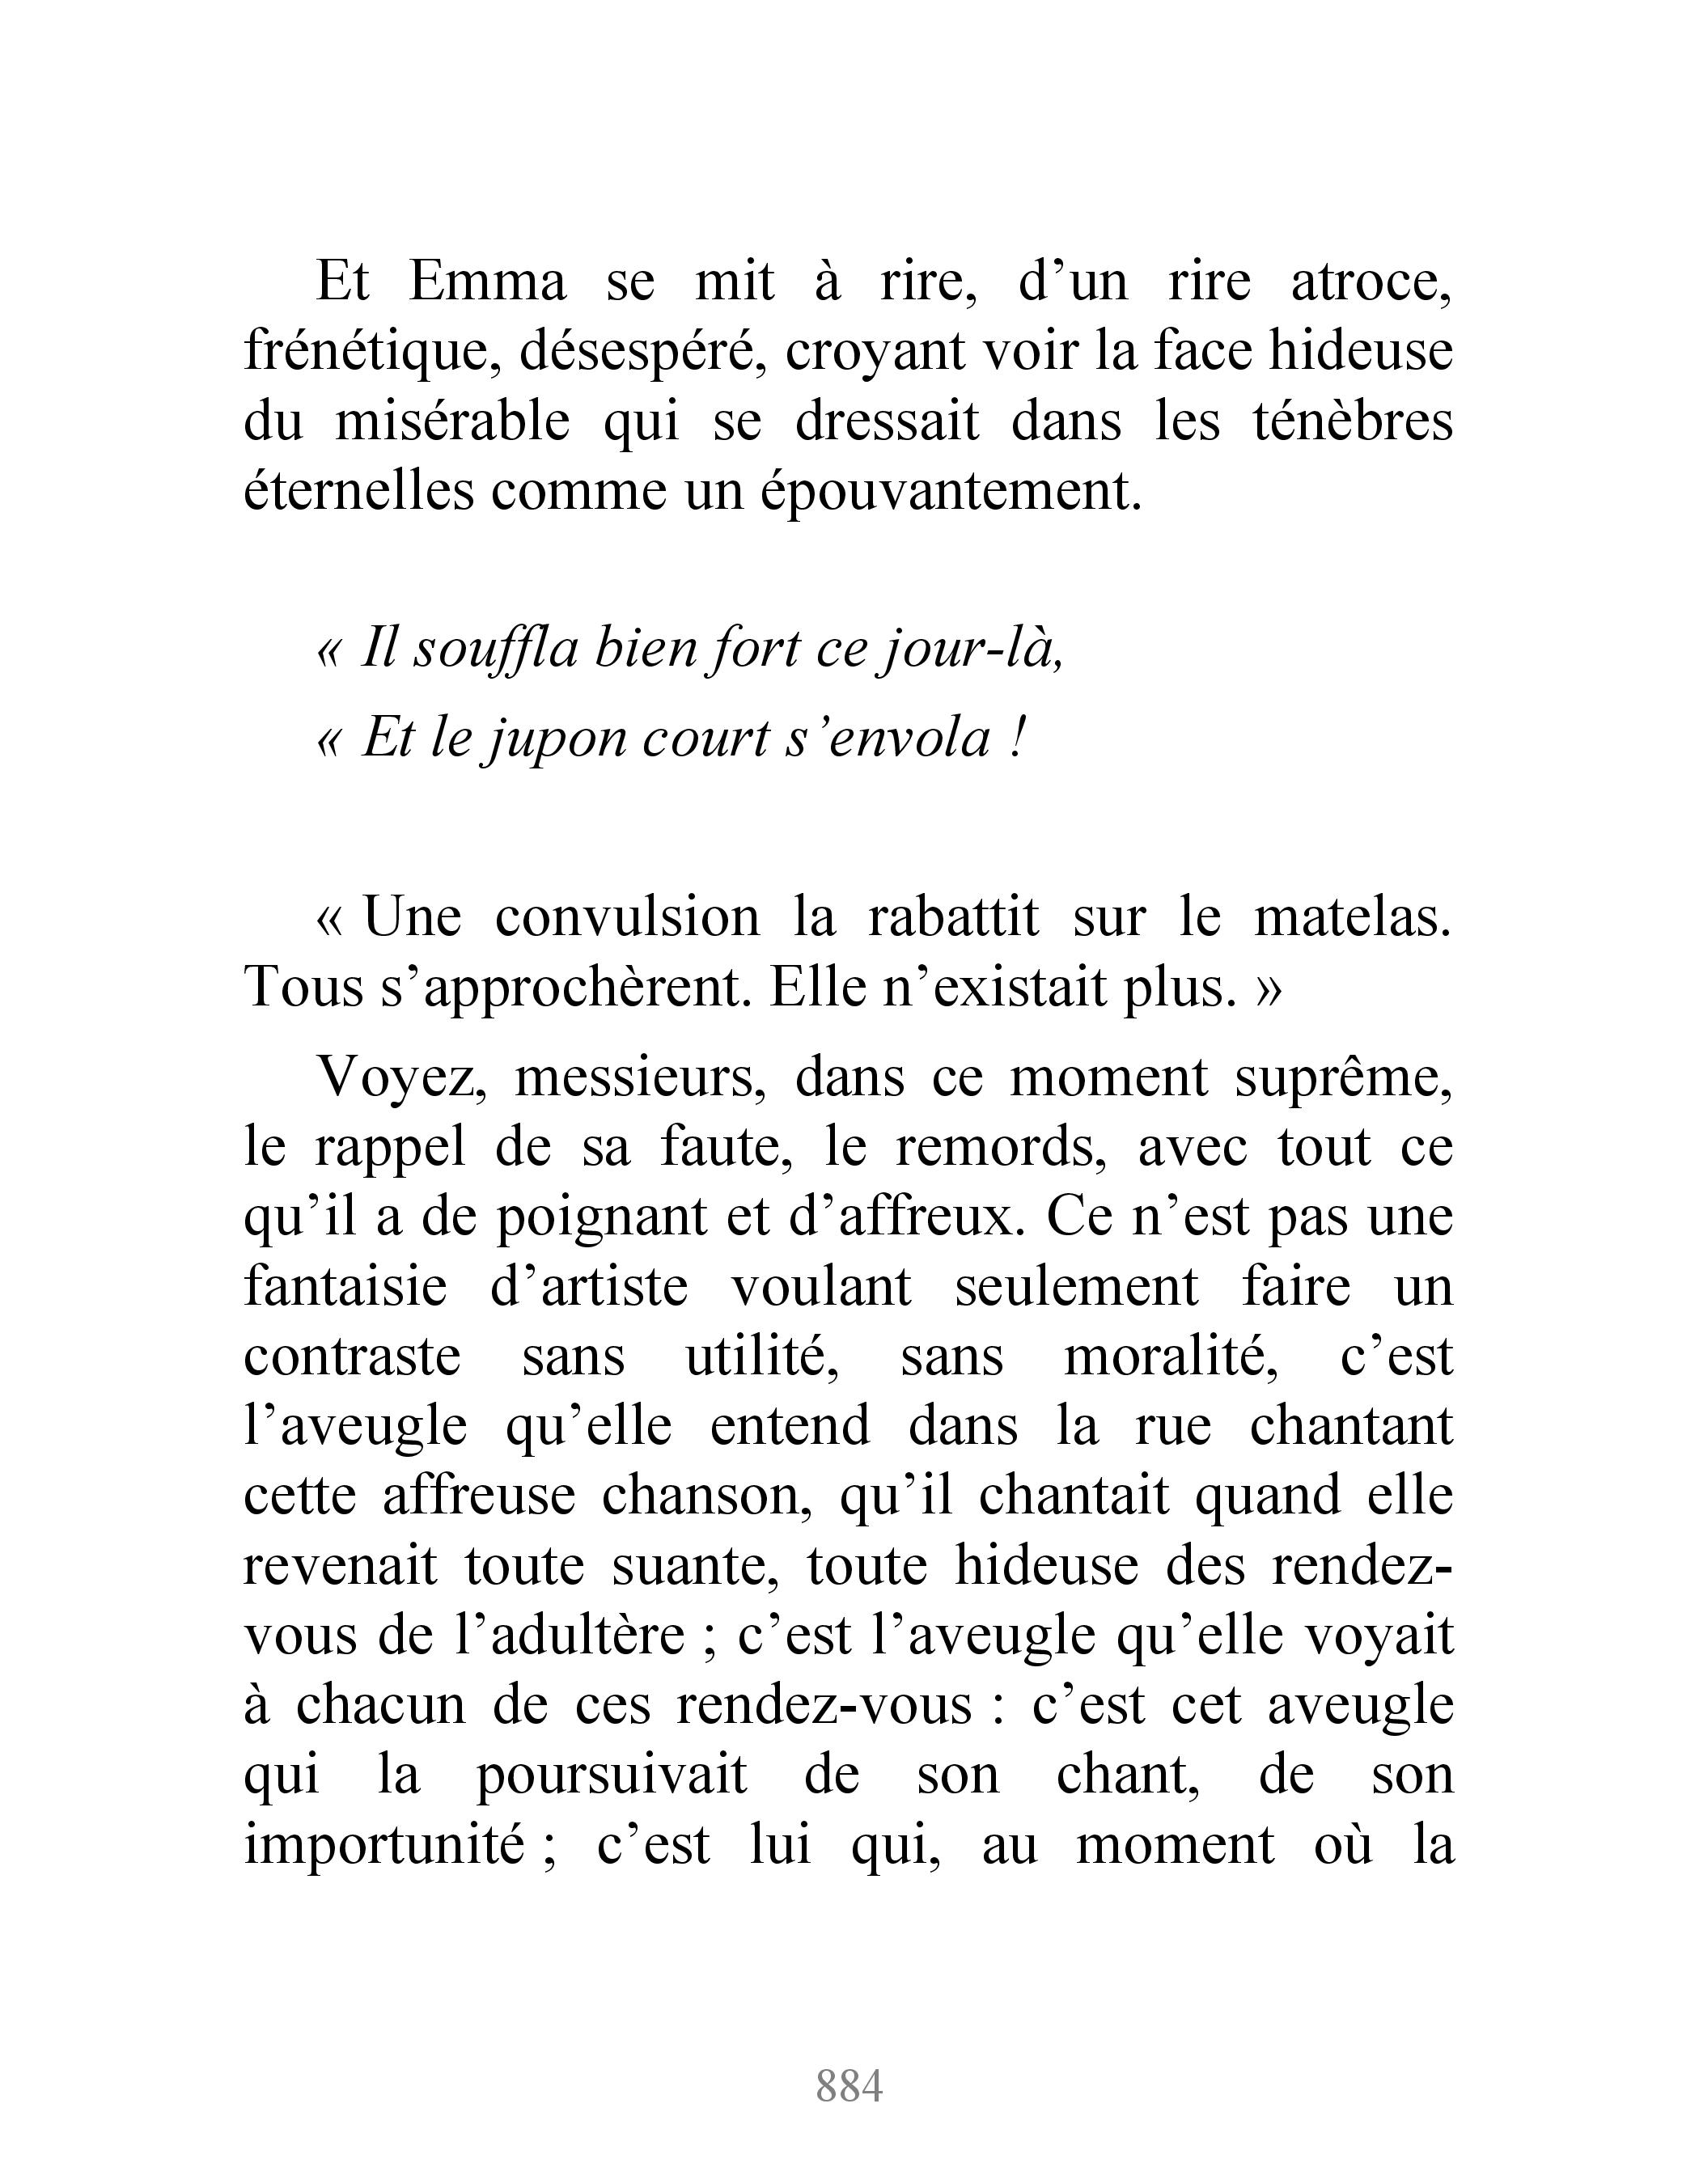 Et Emma se mit à rire, d’un rire atroce,
frénétique, désespéré, croyant voir la face hideuse
du misérable qui se dressait dans les ténèbres
éternelles comme un épouvantement.
« Il souffla bien fort ce jour-là,
« Et le jupon court s’envola !
« Une convulsion la rabattit sur le matelas.
Tous s’approchèrent. Elle n’existait plus. »
Voyez, messieurs, dans ce moment suprême,
le rappel de sa faute, le remords, avec tout ce
qu’il a de poignant et d’affreux. Ce n’est pas une
fantaisie d’artiste voulant seulement faire un
contraste sans utilité, sans moralité, c’est
l’aveugle qu’elle entend dans la rue chantant
cette affreuse chanson, qu’il chantait quand elle
revenait toute suante, toute hideuse des rendez-
vous de l’adultère ; c’est l’aveugle qu’elle voyait
à chacun de ces rendez-vous : c’est cet aveugle
qui la poursuivait de son chant, de son
importunité ; c’est lui qui, au moment où la
884